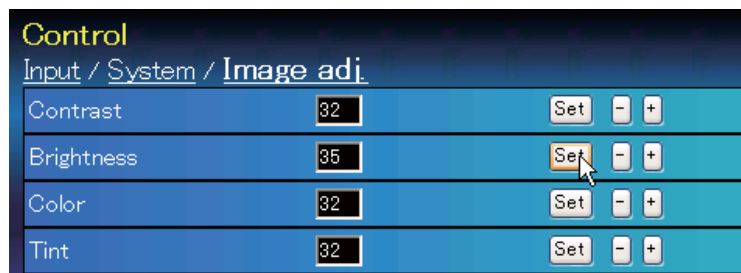 Control
Input / System / Image adj.
Contrast 32 Set - +
Brightness 35 Set - +
Color 32 Set - +
Tint 32 Set - +